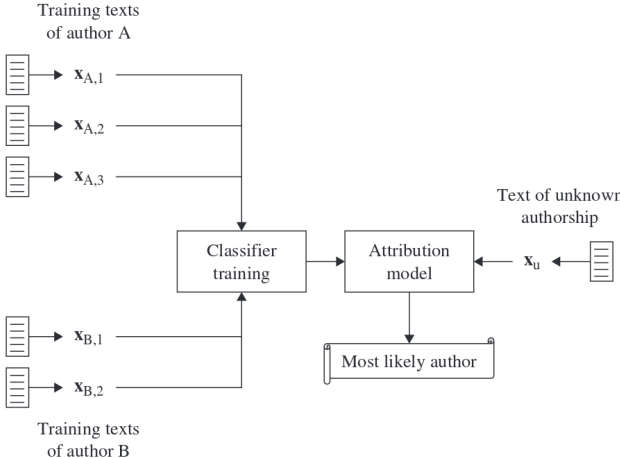 Training texts
of author A
x_A,1
x_A,2
x_A,3
Text of unknown
authorship
Classifier
training
Attribution
model
x_u
x_B,1
Most likely author
x_B,2
Training texts
of author B